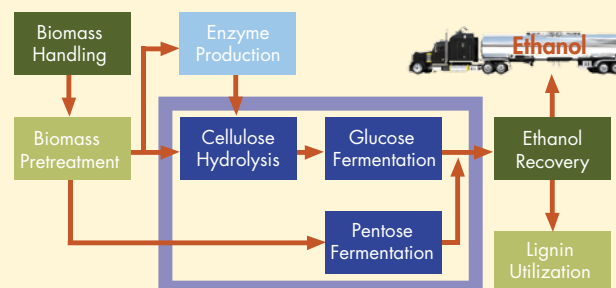 Biomass
Handling
Enzyme
Production
Ethanol
Biomass
Pretreatment
Cellulose
Hydrolysis
Glucose
Fermentation
Ethanol
Recovery
Pentose
Fermentation
Lignin
Utilization